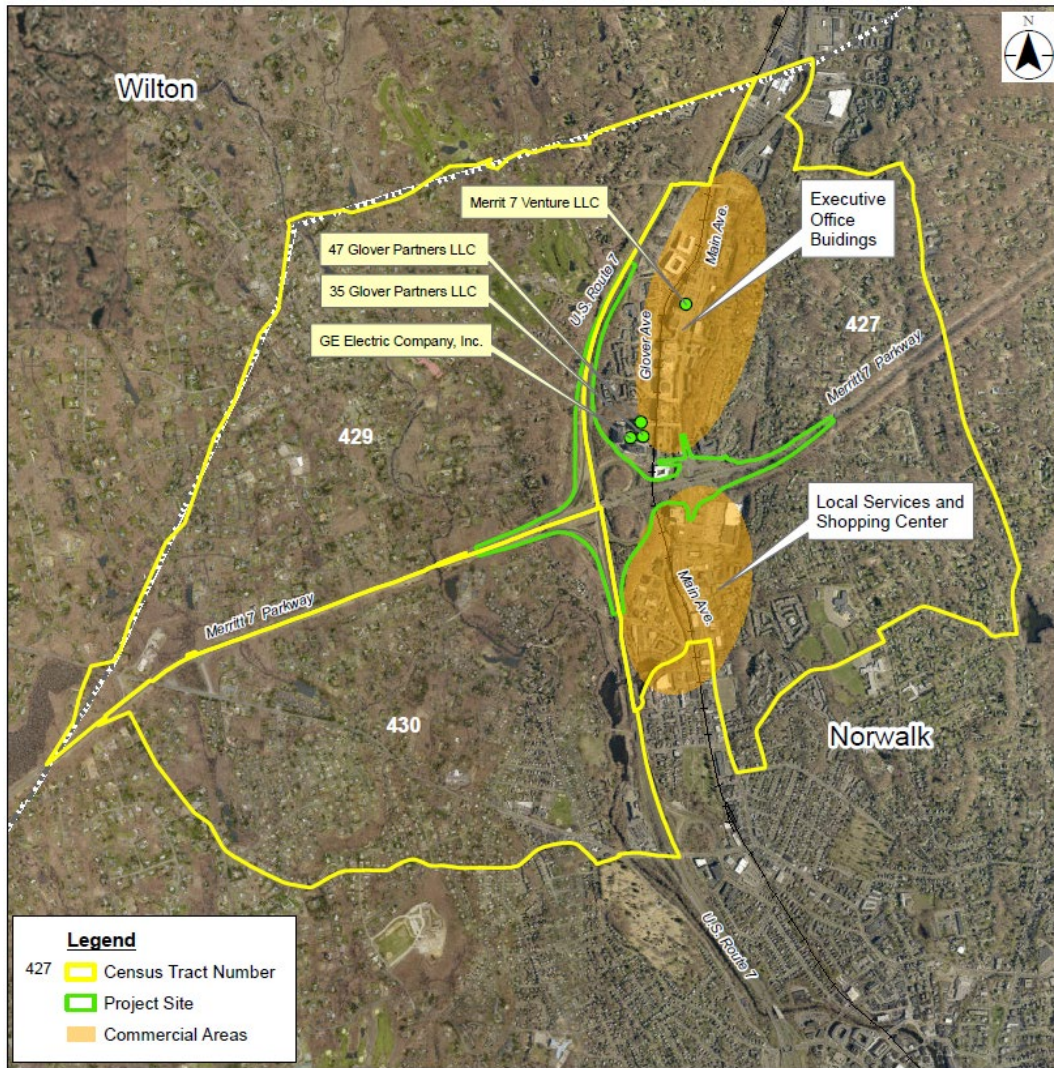 N
Wilton
Merrit 7 Venture LLC
Executive
Office
Buidings
Main Ave.
47 Glover Partners LLC
35 Glover Partners LLC
U.S. Route 7
GE Electric Company, Inc.
Glover Ave
427
Merritt 7 Parkway
429
Local Services and
Shopping Center
Main Ave.
Merritt 7 Parkway
430
Norwalk
U.S. Route 7
Legend
427 Census Tract Number
Project Site
Commercial Areas